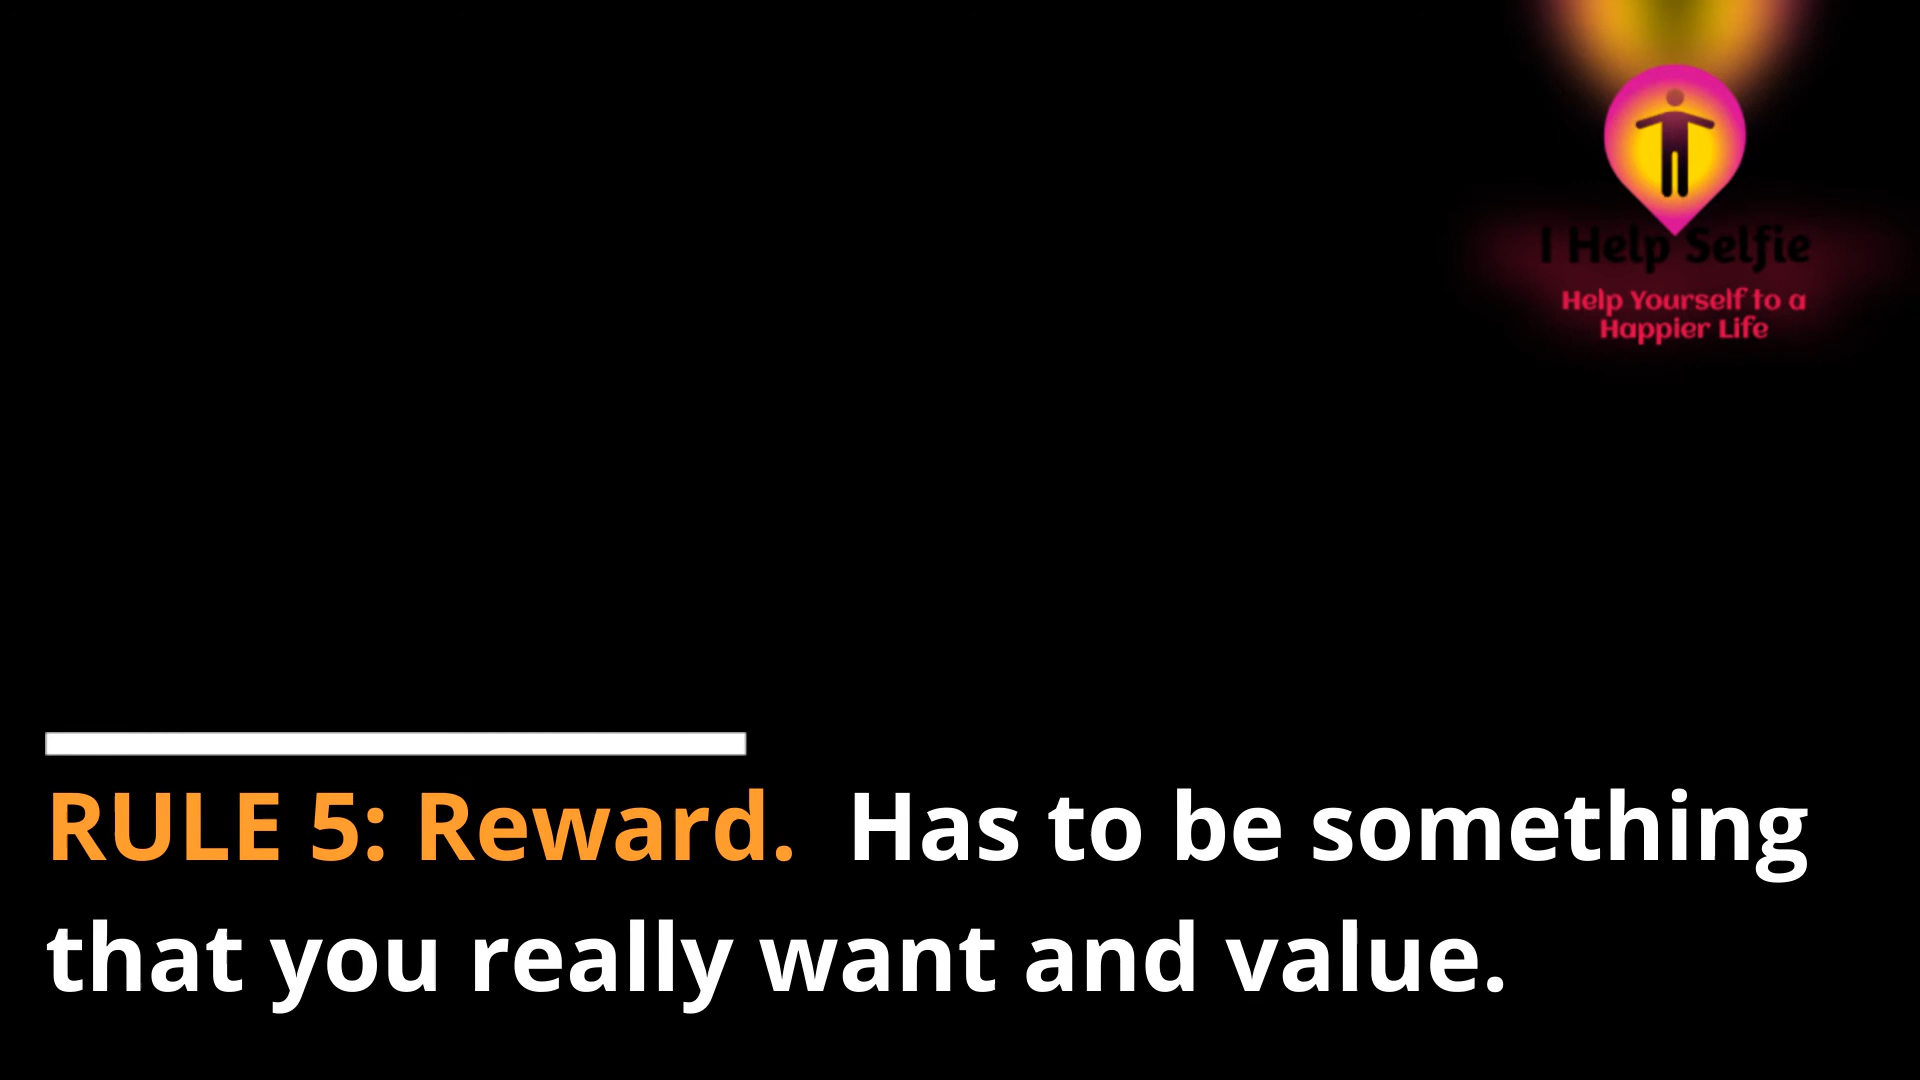 I Help Selfie
Help Yourself to a
Happier Life
RULE 5: Reward. Has to be something
that you really want and value.